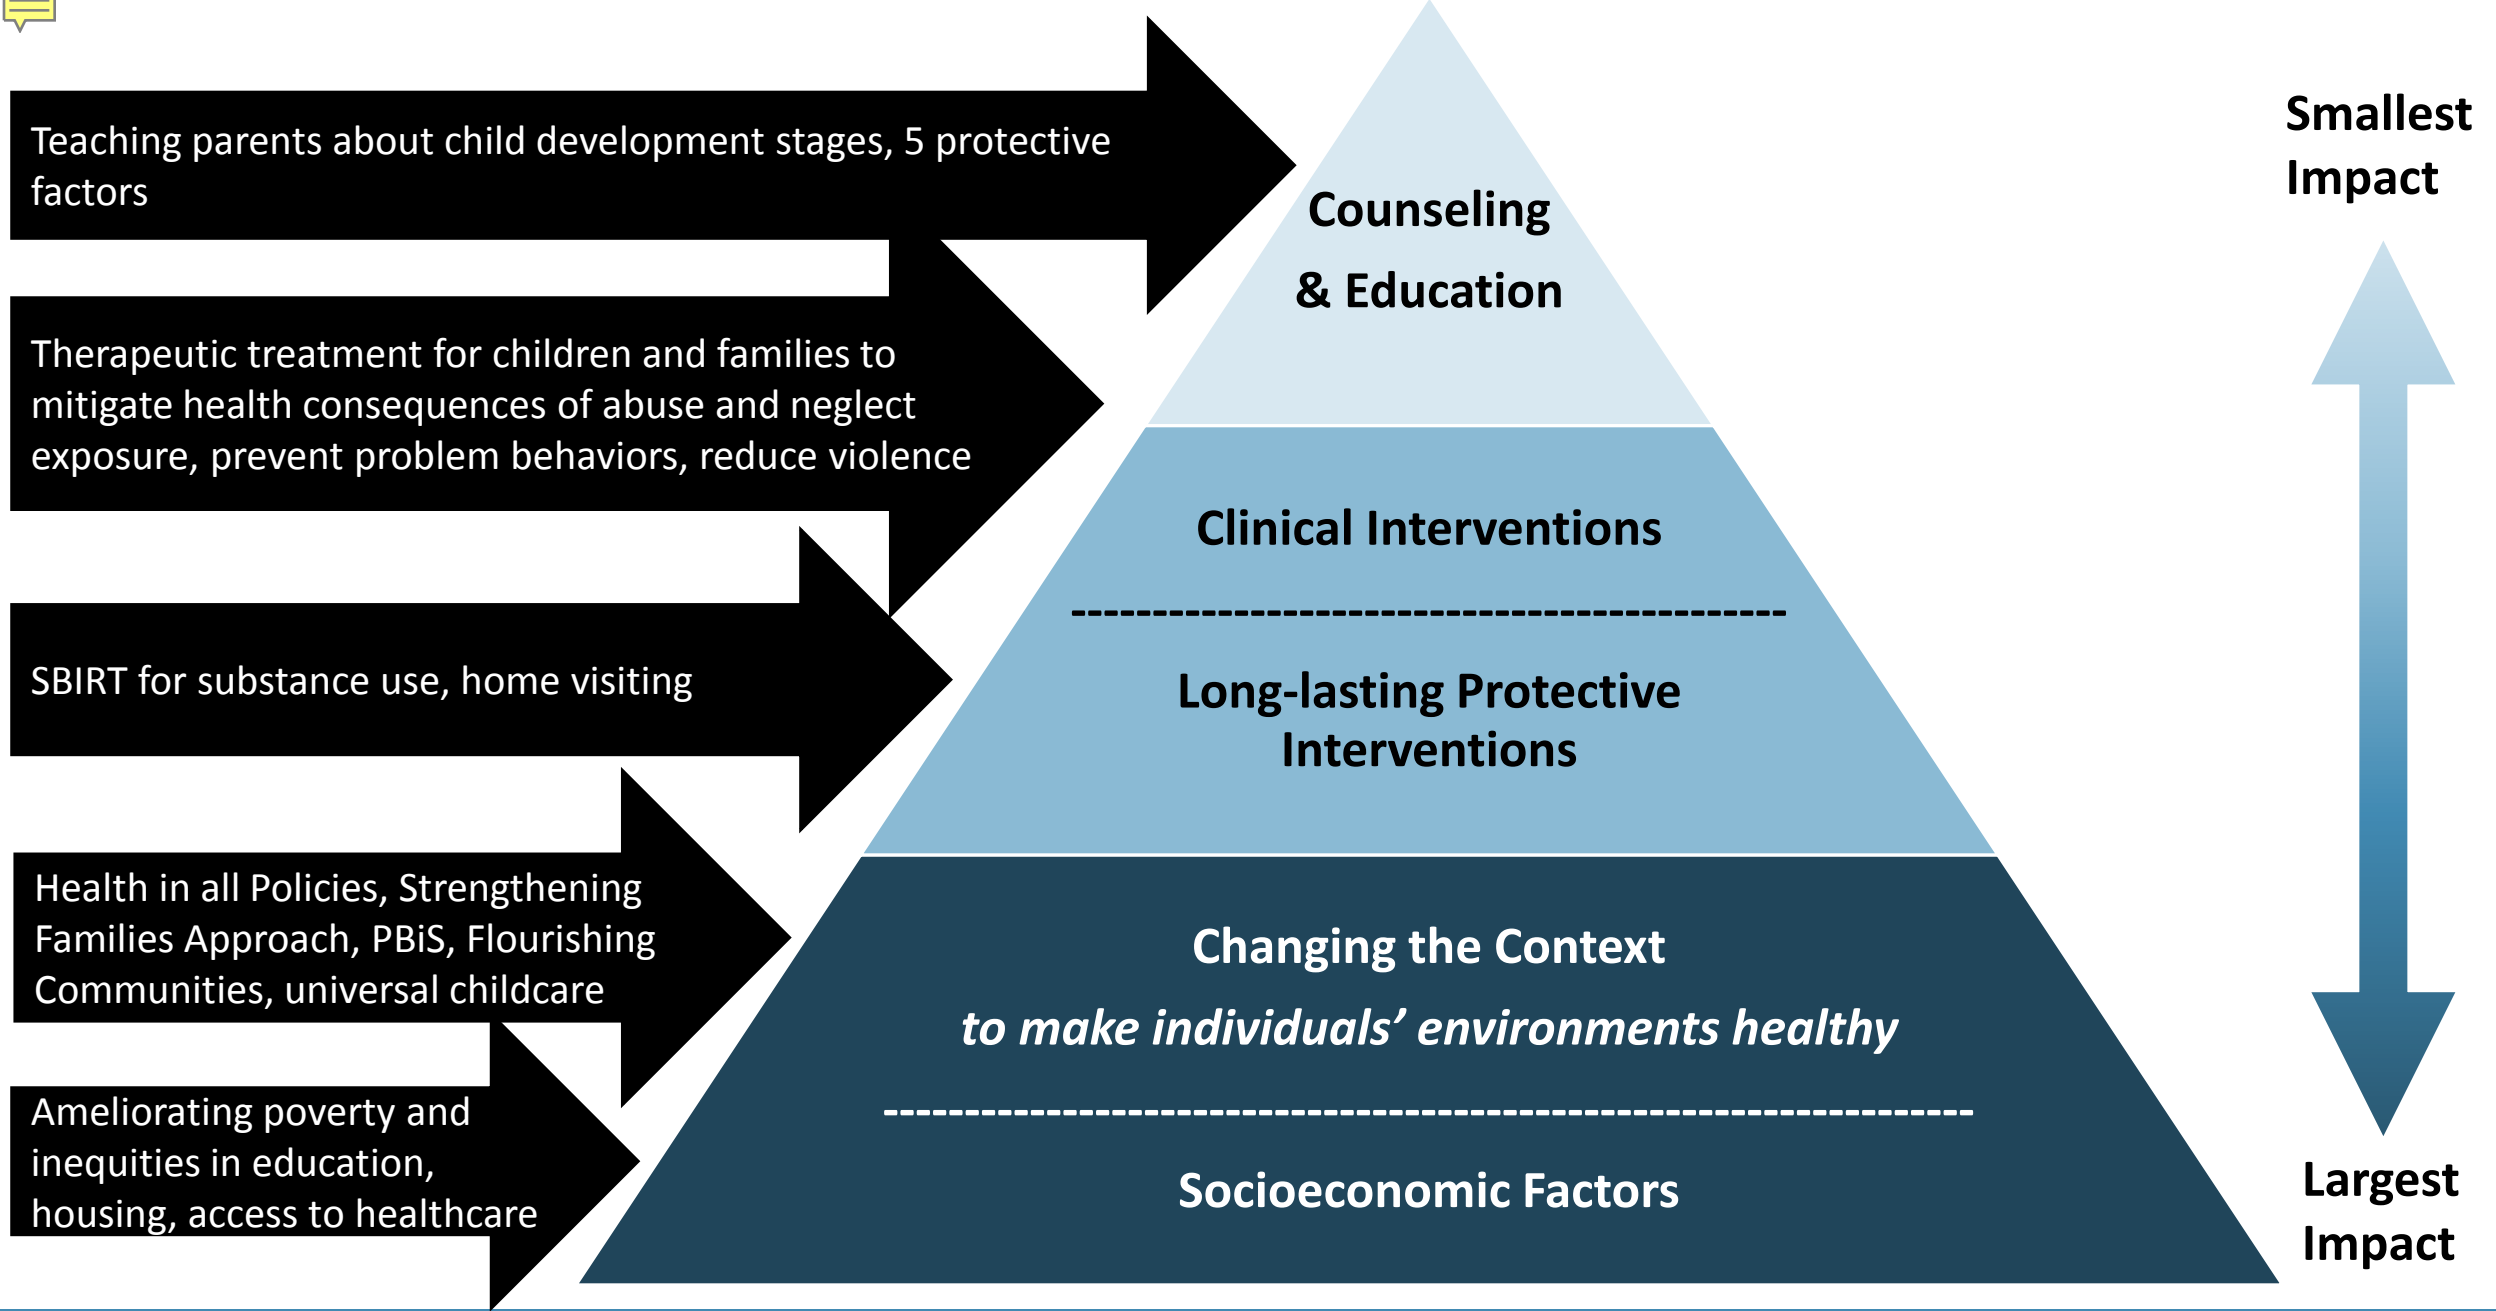 Teaching parents about child development stages, 5 protective
factors
Therapeutic treatment for children and families to
mitigate health consequences of abuse and neglect
exposure, prevent problem behaviors, reduce violence
SBIRT for substance use, home visiting
Health in all Policies, Strengthening
Families Approach, PBiS, Flourishing
Communities, universal childcare
Ameliorating poverty and
inequities in education,
housing, access to healthcare
Counseling
& Education
Clinical Interventions
Long-lasting Protective
Interventions
Changing the Context
to make individuals’ environments healthy
Socioeconomic Factors
Smallest
Impact
Largest
Impact